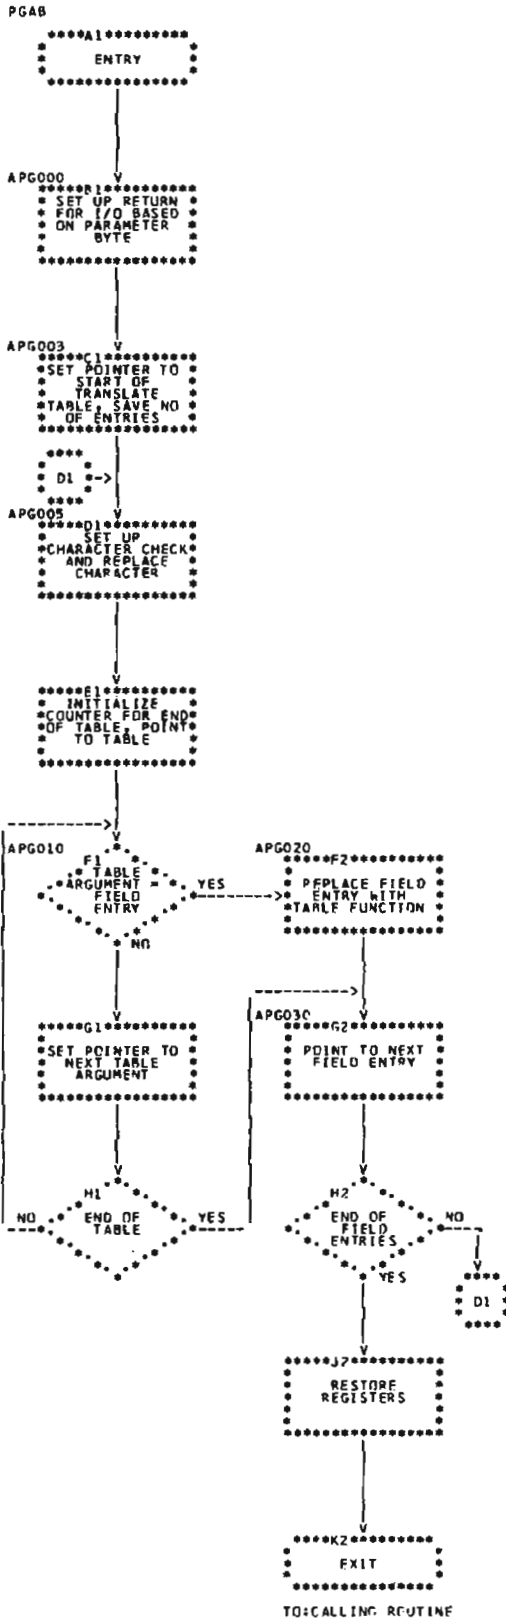 PGAB
A1
ENTRY
APG000
B1
SET UP RETURN
FOR I/O BASED
ON PARAMETER
BYTE
APG003
C1
SET POINTER TO
START OF
TRANSLATE
TABLE, SAVE NO
OF ENTRIES
D1
APG005
D1
SET UP
CHARACTER CHECK
AND REPLACE
CHARACTER
E1
INITIALIZE
COUNTER FOR END
OF TABLE, POINT
TO TABLE
APG010
F1
TABLE
ARGUMENT =
FIELD
ENTRY
YES
NO
APG020
F2
REPLACE FIELD
ENTRY WITH
TABLE FUNCTION
G1
SET POINTER TO
NEXT TABLE
ARGUMENT
APG030
G2
POINT TO NEXT
FIELD ENTRY
H1
END OF
TABLE
NO
YES
H2
END OF
FIELD
ENTRIES
NO
YES
D1
J2
RESTORE
REGISTERS
K2
EXIT
TO:CALLING ROUTINE